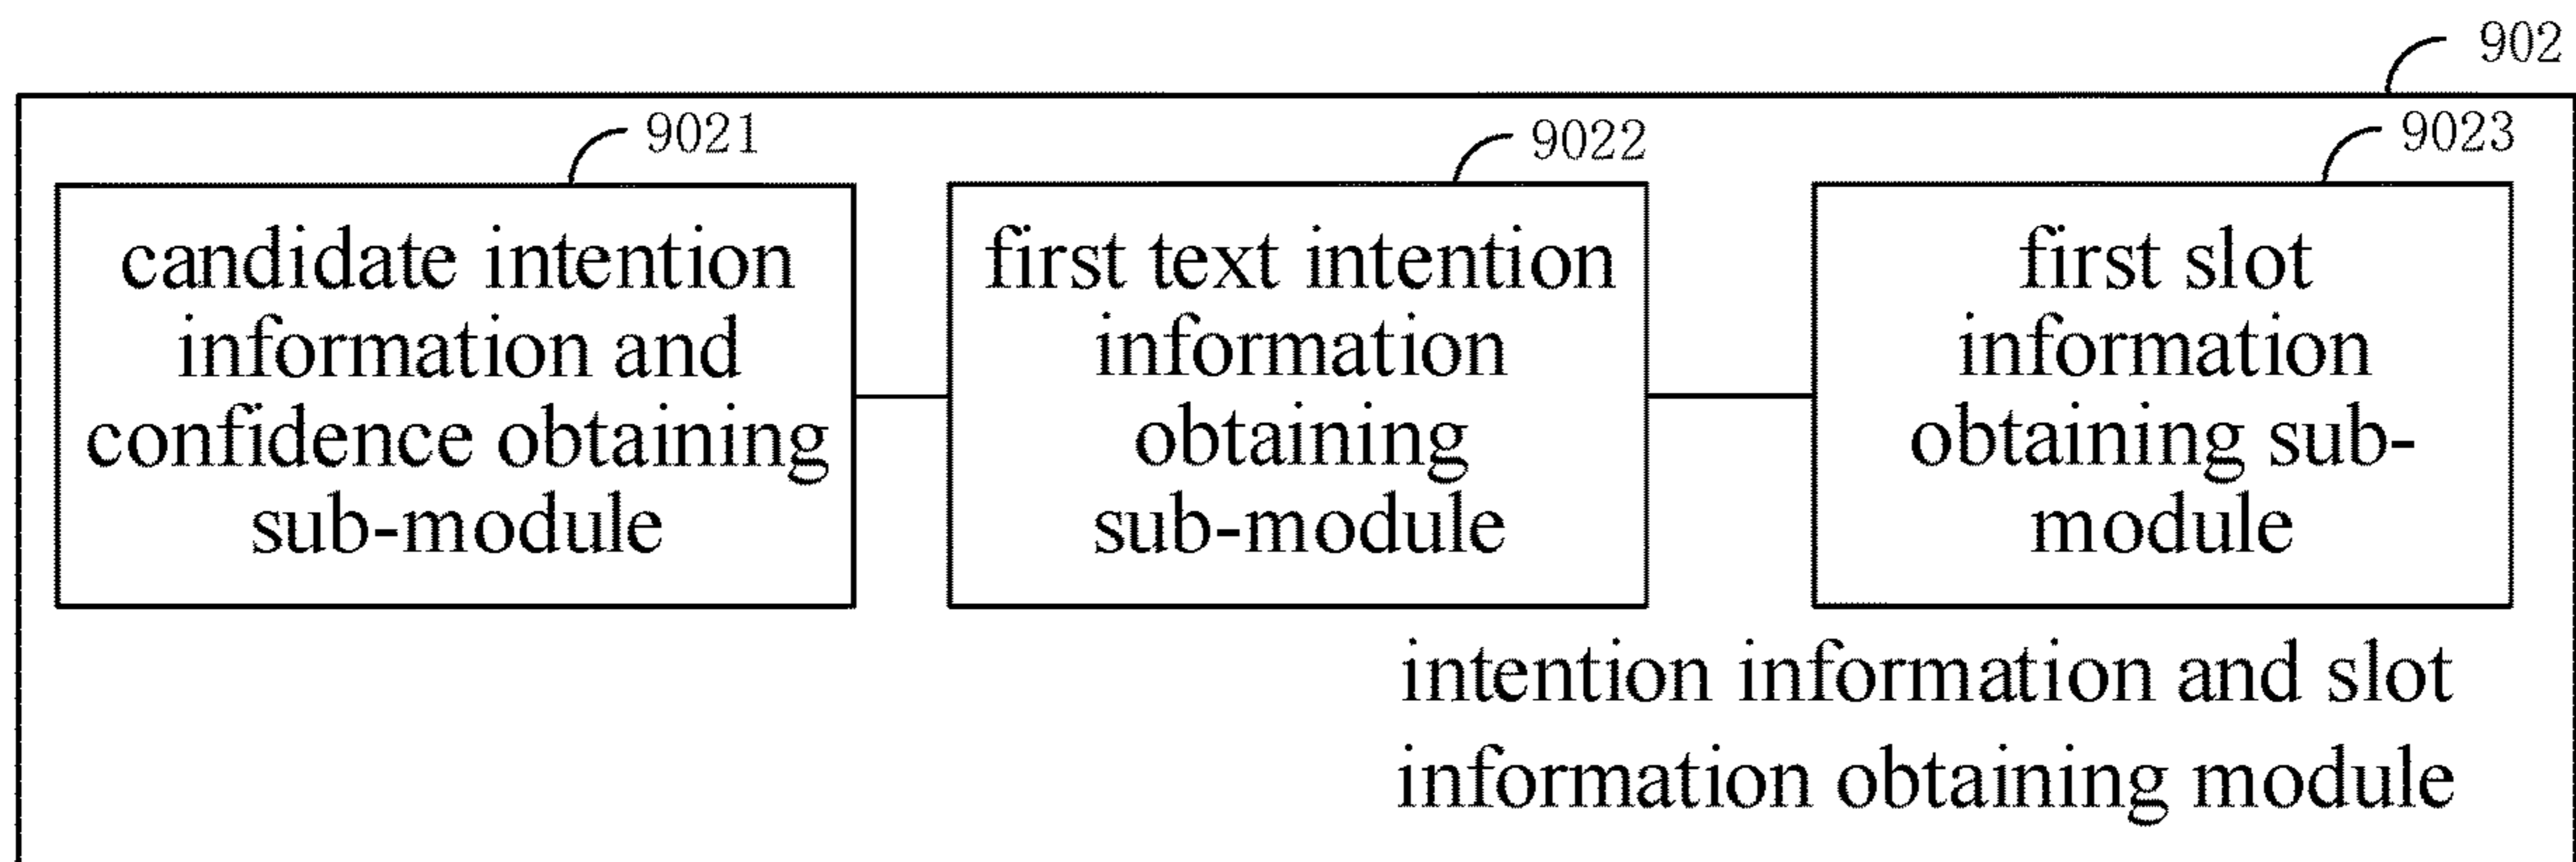 902
9021
9022
9023
candidate intention
information and
confidence obtaining
sub-module
first text intention
information
obtaining
sub-module
first slot
information
obtaining sub-
module
intention information and slot
information obtaining module